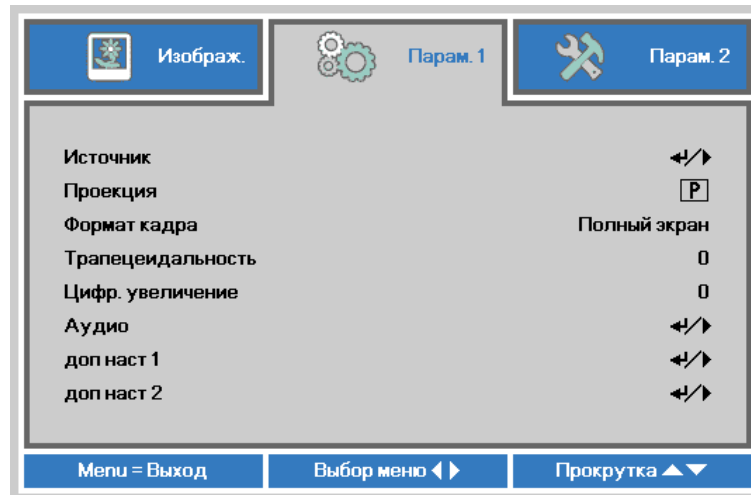 Изображ. Парам. 1 Парам. 2
Источник
Проекция P
Формат кадра Полный экран
Трапецеидальность 0
Цифр. увеличение 0
Аудио
доп наст 1
доп наст 2
Menu = Выход Выбор меню Прокрутка